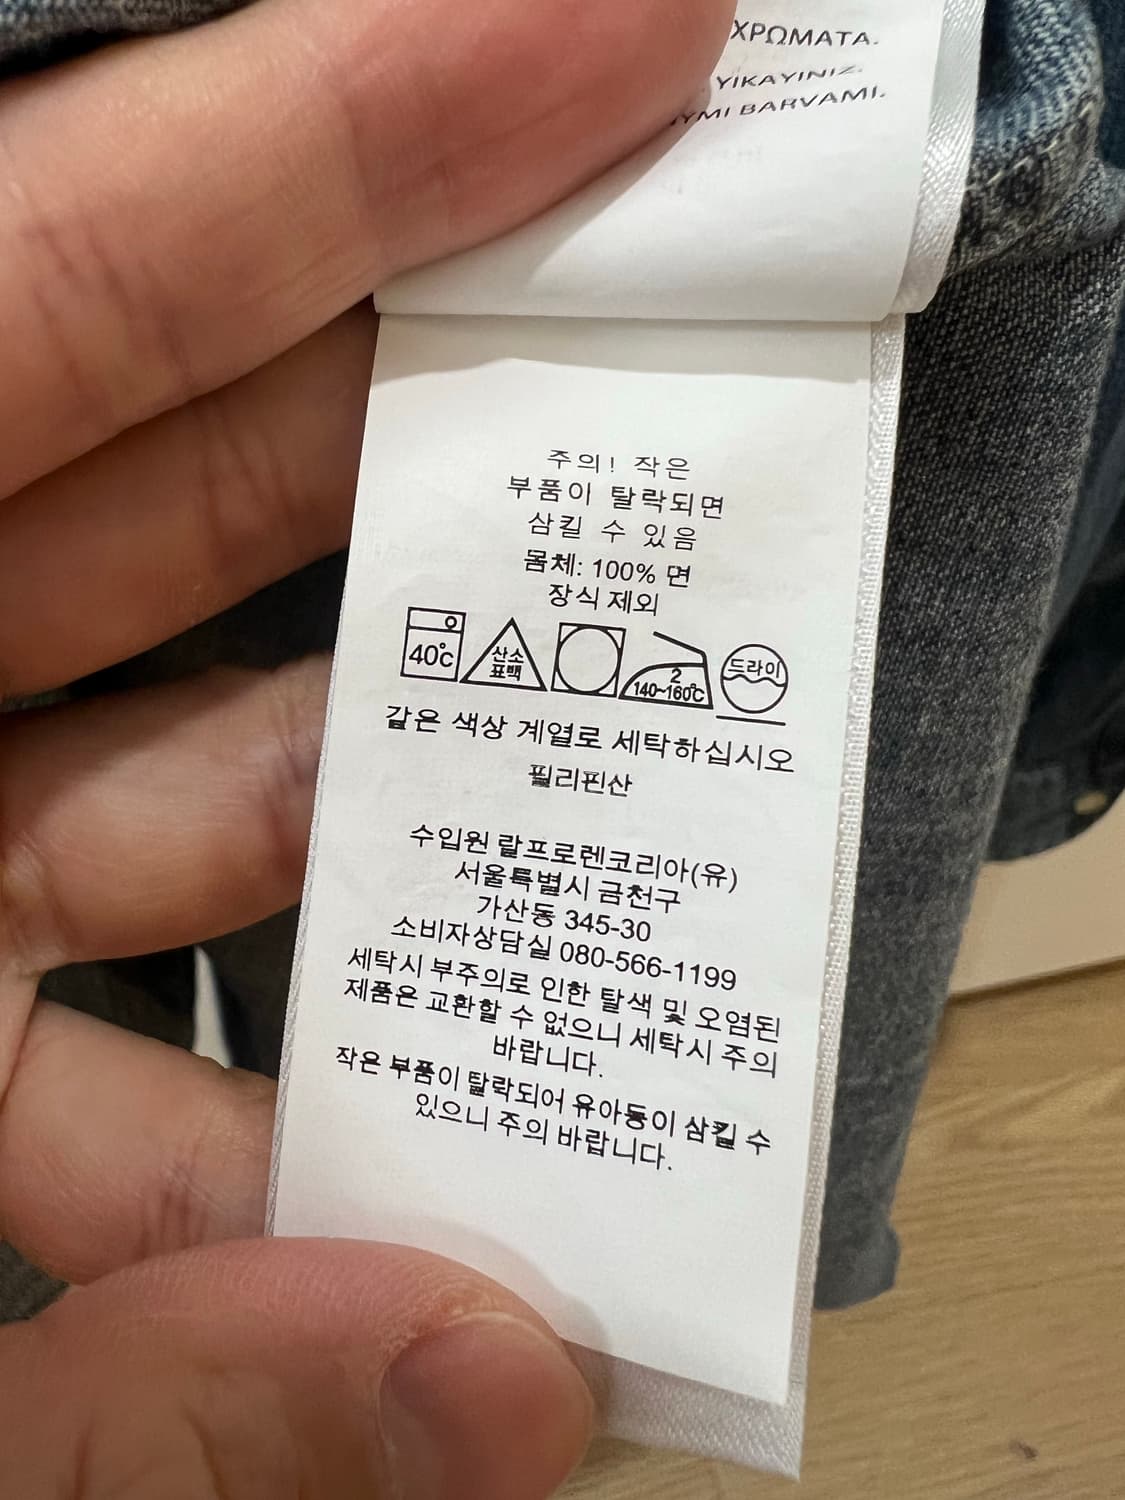 ΧΡΩΜΑΤΑ.
YIKAYINIZ.
BARVAMI.
주의! 작은
부품이 탈락되면
삼킬 수 있음
몸체: 100% 면
장식 제외
40℃
산소
표백
2
140~160℃
드라이
같은 색상 계열로 세탁하십시오
필리핀산
수입원 랄프로렌코리아(유)
서울특별시 금천구
가산동 345-30
소비자상담실 080-566-1199
세탁시 부주의로 인한 탈색 및 오염된
제품은 교환할 수 없으니 세탁시 주의
바랍니다.
작은 부품이 탈락되어 유아등이 삼킬 수
있으니 주의 바랍니다.